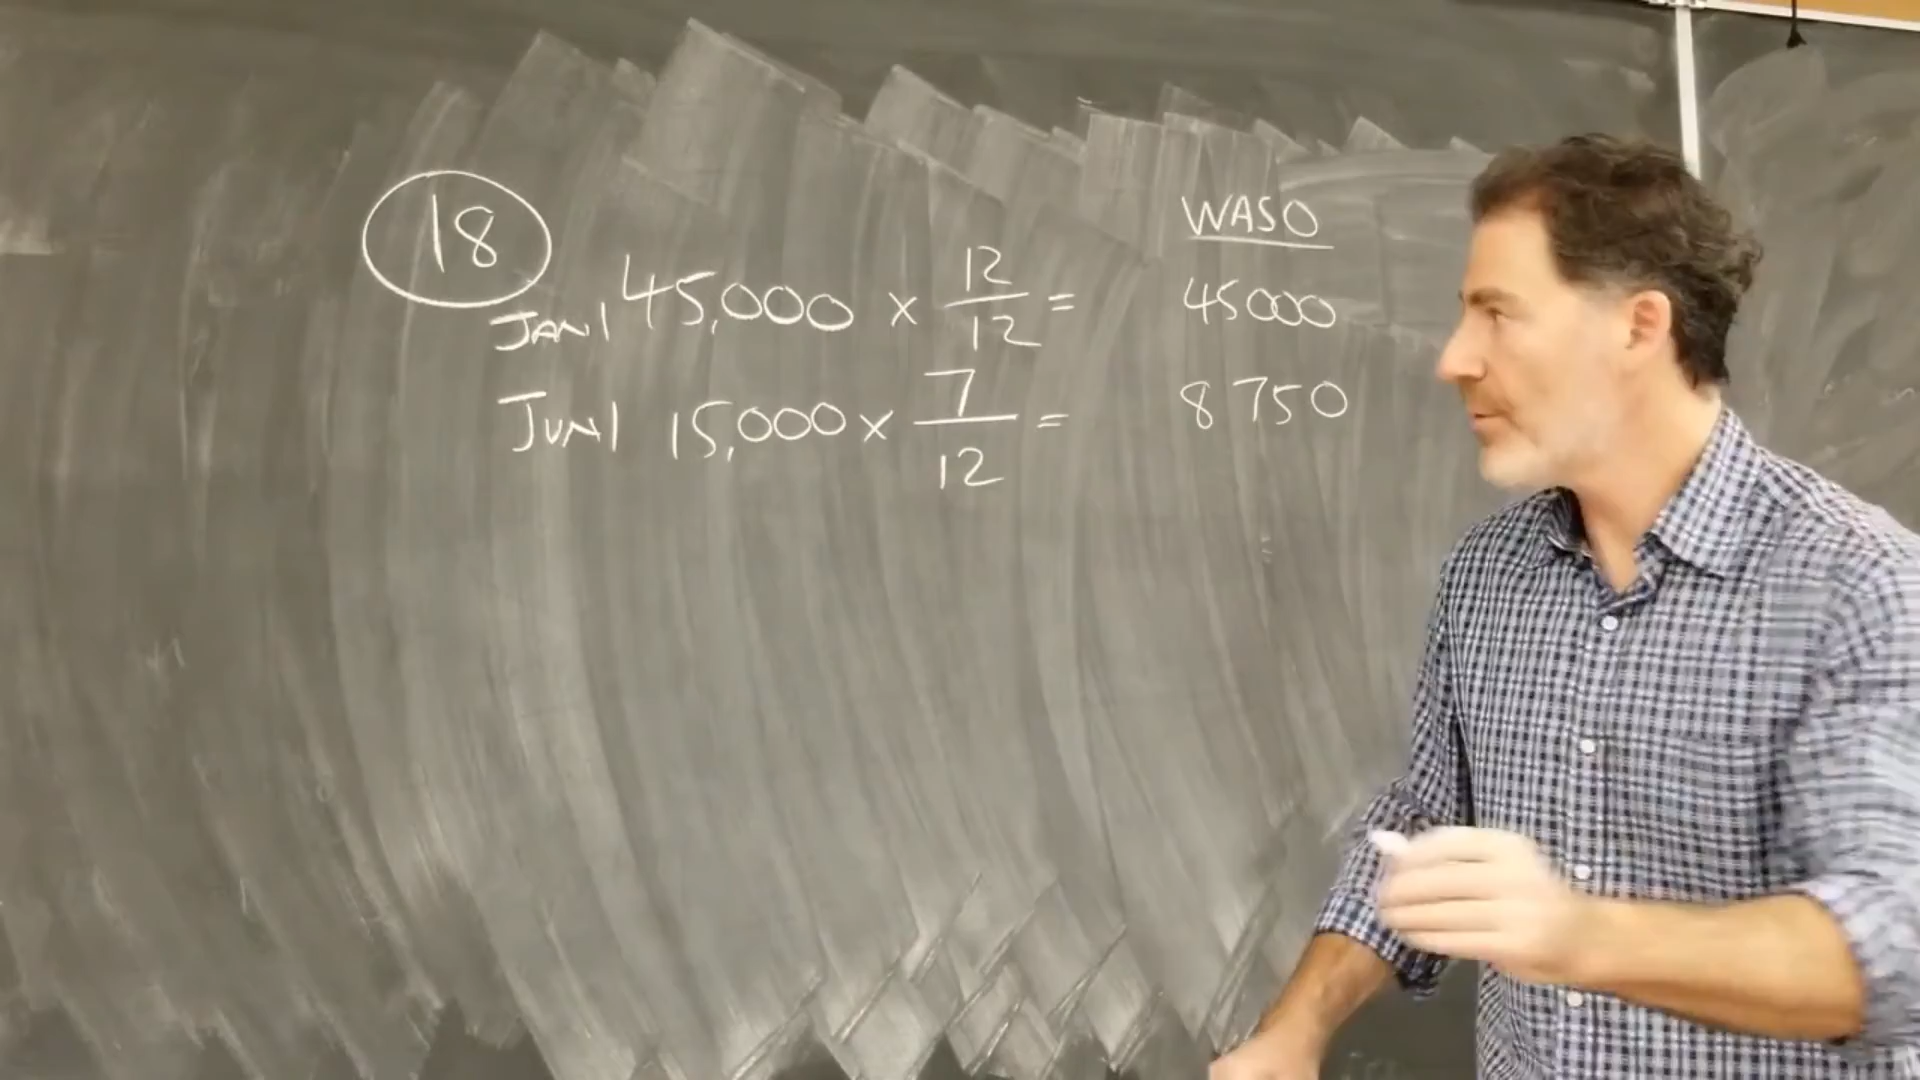 18
WASO
JAN 1 45,000 x 12/12 = 45000
JUN 1 15,000 x 7/12 = 8750